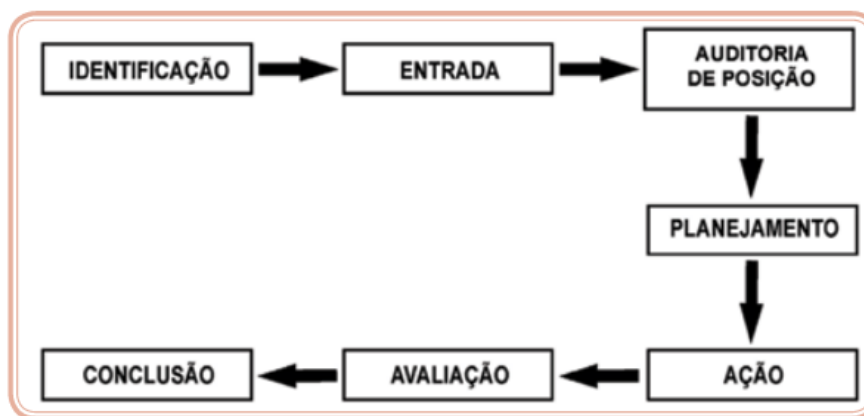 IDENTIFICAÇÃO
ENTRADA
AUDITORIA
DE POSIÇÃO
PLANEJAMENTO
AÇÃO
AVALIAÇÃO
CONCLUSÃO